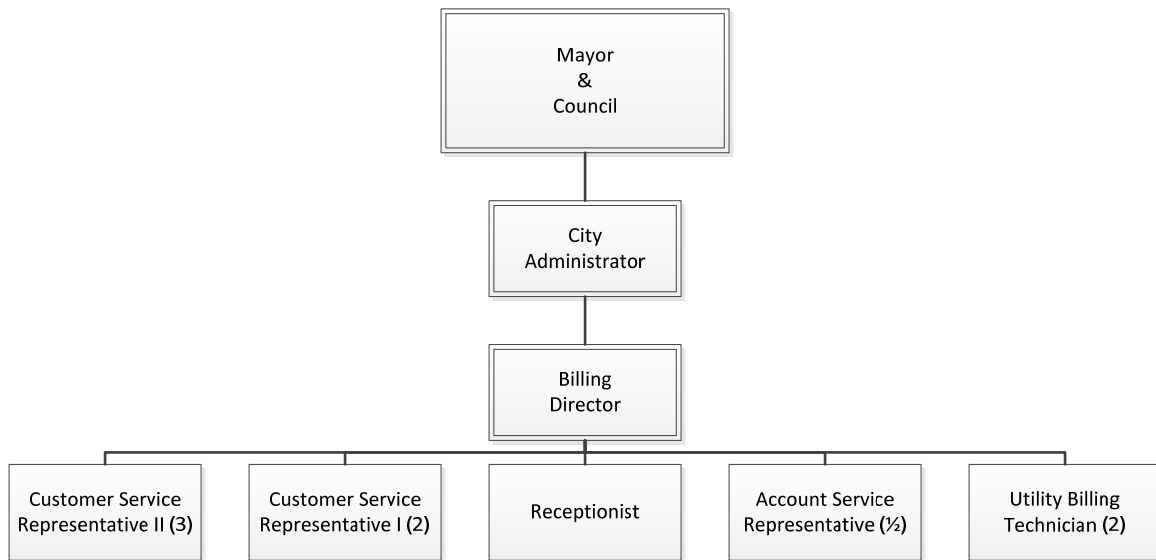 Mayor
&
Council
City
Administrator
Billing
Director
Customer Service
Representative II (3)
Customer Service
Representative I (2)
Receptionist
Account Service
Representative (½)
Utility Billing
Technician (2)